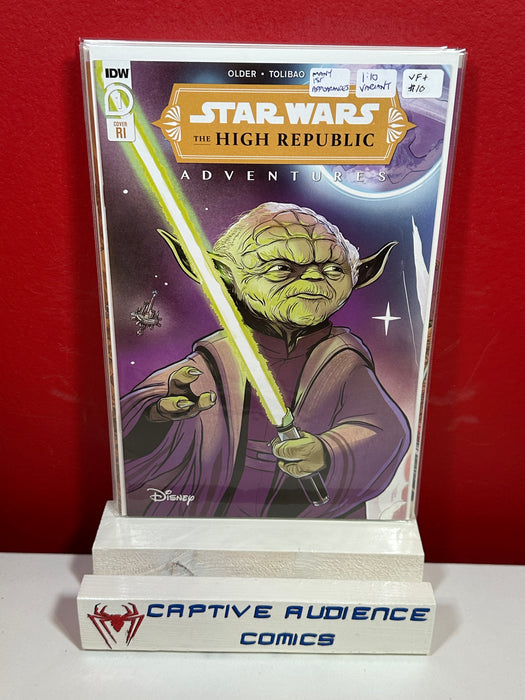 IDW
1
COVER
RI
OLDER • TOLIBAO
MANY
1ST
APPEARANCES
1:10
VARIANT
VF+
$10
STAR WARS
THE HIGH REPUBLIC
ADVENTURES
DISNEY
CAPTIVE AUDIENCE
COMICS